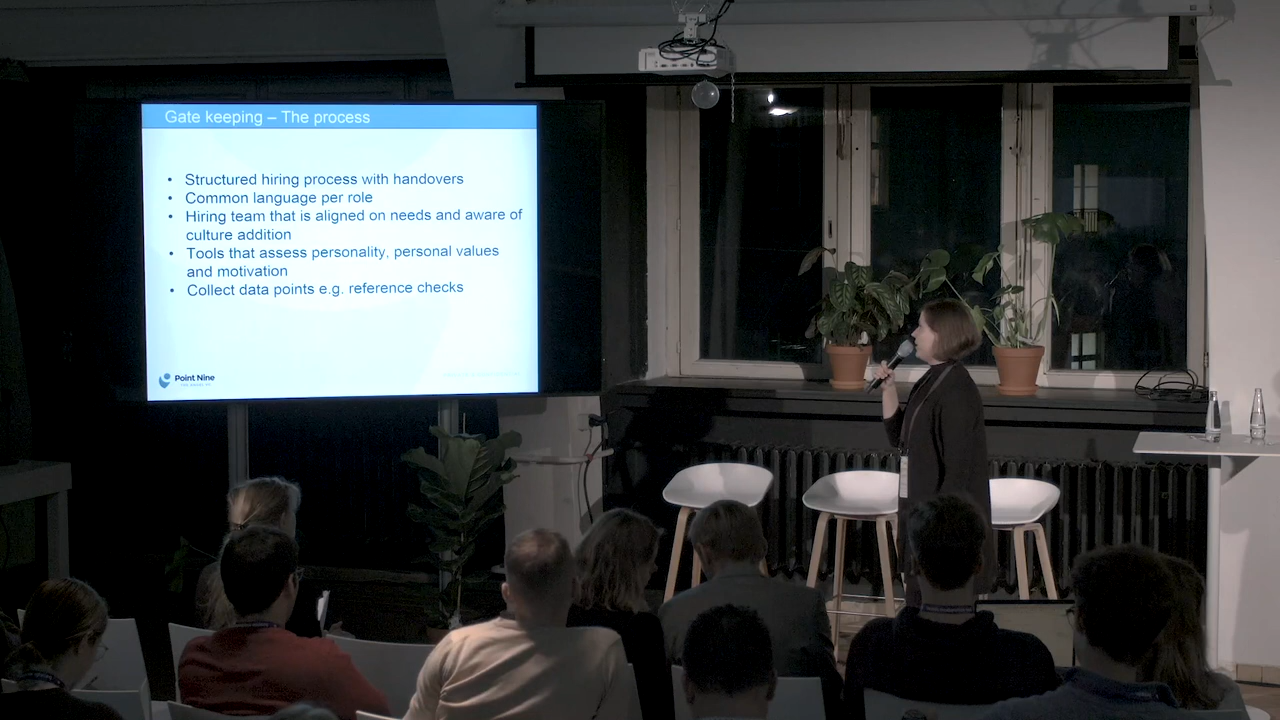 Gate keeping – The process
• Structured hiring process with handovers
• Common language per role
• Hiring team that is aligned on needs and aware of
culture addition
• Tools that assess personality, personal values
and motivation
• Collect data points e.g. reference checks
Point Nine